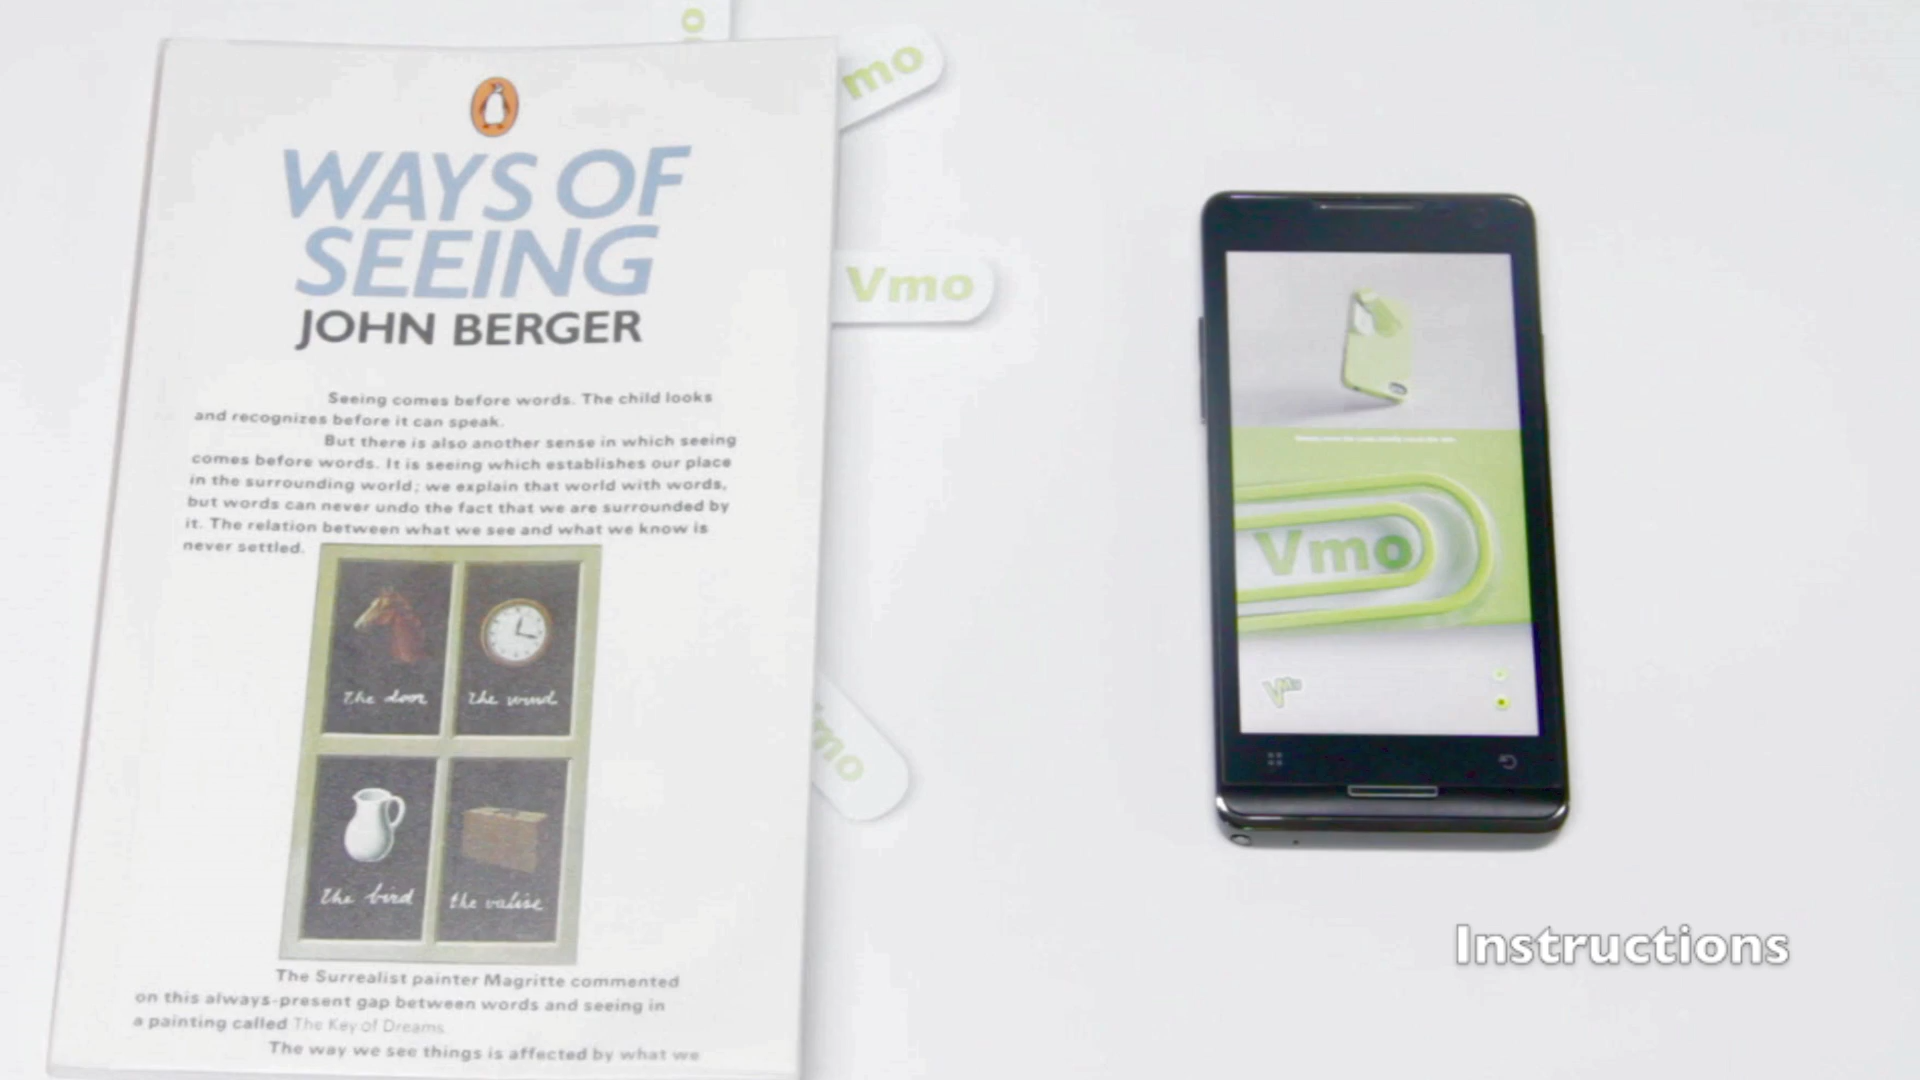 mo
mo
WAYS OF
SEEING
JOHN BERGER
Seeing comes before words. The child looks
and recognizes before it can speak.
But there is also another sense in which seeing
comes before words. It is seeing which establishes our place
in the surrounding world; we explain that world with words,
but words can never undo the fact that we are surrounded by
it. The relation between what we see and what we know is
never settled.
The door
the wind
The bird
the valise
The Surrealist painter Magritte commented
on this always-present gap between words and seeing in
a painting called The Key of Dreams.
The way we see things is affected by what we
Vmo
mo
Vmo
Vmo
Instructions